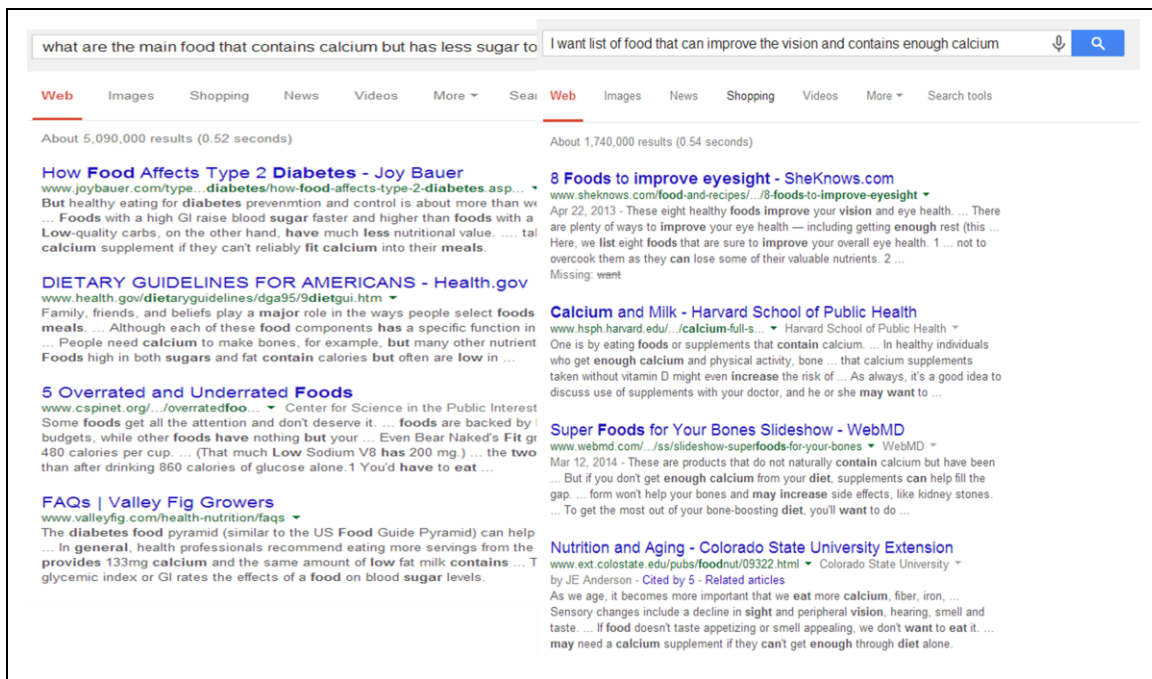 what are the main food that contains calcium but has less sugar to
Web Images Shopping News Videos More Sea
About 5,090,000 results (0.52 seconds)
How Food Affects Type 2 Diabetes - Joy Bauer
www.joybauer.com/type...diabetes/how-food-affects-type-2-diabetes.asp...
But healthy eating for diabetes prevenmtion and control is about more than we
... Foods with a high GI raise blood sugar faster and higher than foods with a
Low-quality carbs, on the other hand, have much less nutritional value. .... tal
calcium supplement if they can't reliably fit calcium into their meals.
DIETARY GUIDELINES FOR AMERICANS - Health.gov
www.health.gov/dietaryguidelines/dga95/9dietgui.htm
Family, friends, and beliefs play a major role in the ways people select foods
meals. ... Although each of these food components has a specific function in
... People need calcium to make bones, for example, but many other nutrient
Foods high in both sugars and fat contain calories but often are low in ...
5 Overrated and Underrated Foods
www.cspinet.org/.../overratedfoo... Center for Science in the Public Interest
Some foods get all the attention and don't deserve it. ... foods are backed by
budgets, while other foods have nothing but your ... Even Bear Naked's Fit gr
480 calories per cup. ... (That much Low Sodium V8 has 200 mg.) ... the two
than after drinking 860 calories of glucose alone.1 You'd have to eat ...
FAQs | Valley Fig Growers
www.valleyfig.com/health-nutrition/faqs
The diabetes food pyramid (similar to the US Food Guide Pyramid) can help
... In general, health professionals recommend eating more servings from the
provides 133mg calcium and the same amount of low fat milk contains ... T
glycemic index or GI rates the effects of a food on blood sugar levels.
I want list of food that can improve the vision and contains enough calcium
Web Images News Shopping Videos More Search tools
About 1,740,000 results (0.54 seconds)
8 Foods to improve eyesight - SheKnows.com
www.sheknows.com/food-and-recipes/.../8-foods-to-improve-eyesight
Apr 22, 2013 - These eight healthy foods improve your vision and eye health. ... There
are plenty of ways to improve your eye health — including getting enough rest (this ...
Here, we list eight foods that are sure to improve your overall eye health. 1 ... not to
overcook them as they can lose some of their valuable nutrients. 2 ...
Missing: want
Calcium and Milk - Harvard School of Public Health
www.hsph.harvard.edu/.../calcium-full-s... Harvard School of Public Health
One is by eating foods or supplements that contain calcium. ... In healthy individuals
who get enough calcium and physical activity, bone ... that calcium supplements
taken without vitamin D might even increase the risk of ... As always, it's a good idea to
discuss use of supplements with your doctor, and he or she may want to ...
Super Foods for Your Bones Slideshow - WebMD
www.webmd.com/.../ss/slideshow-superfoods-for-your-bones WebMD
Mar 12, 2014 - These are products that do not naturally contain calcium but have been
... But if you don't get enough calcium from your diet, supplements can help fill the
gap. ... form won't help your bones and may increase side effects, like kidney stones.
... To get the most out of your bone-boosting diet, you'll want to do ...
Nutrition and Aging - Colorado State University Extension
www.ext.colostate.edu/pubs/foodnut/09322.html Colorado State University
by JE Anderson - Cited by 5 - Related articles
As we age, it becomes more important that we eat more calcium, fiber, iron, ...
Sensory changes include a decline in sight and peripheral vision, hearing, smell and
taste. ... If food doesn't taste appetizing or smell appealing, we don't want to eat it. ...
may need a calcium supplement if they can't get enough through diet alone.